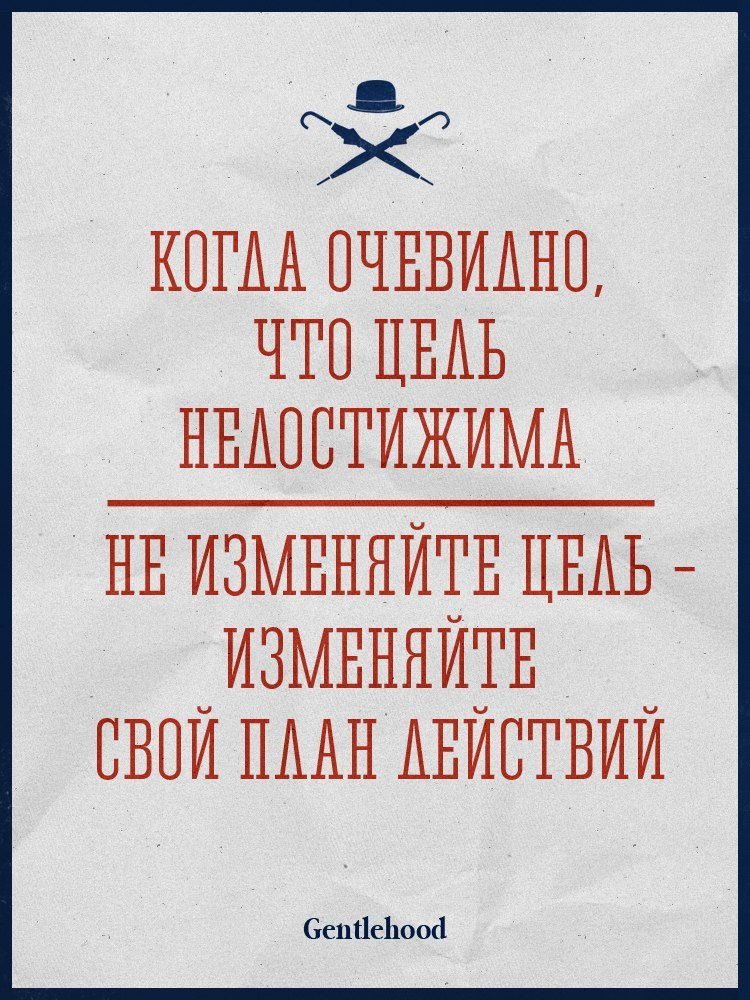 КОГДА ОЧЕВИДНО,
ЧТО ЦЕЛЬ
НЕДОСТИЖИМА
НЕ ИЗМЕНЯЙТЕ ЦЕЛЬ –
ИЗМЕНЯЙТЕ
СВОЙ ПЛАН ДЕЙСТВИЙ
Gentlehood